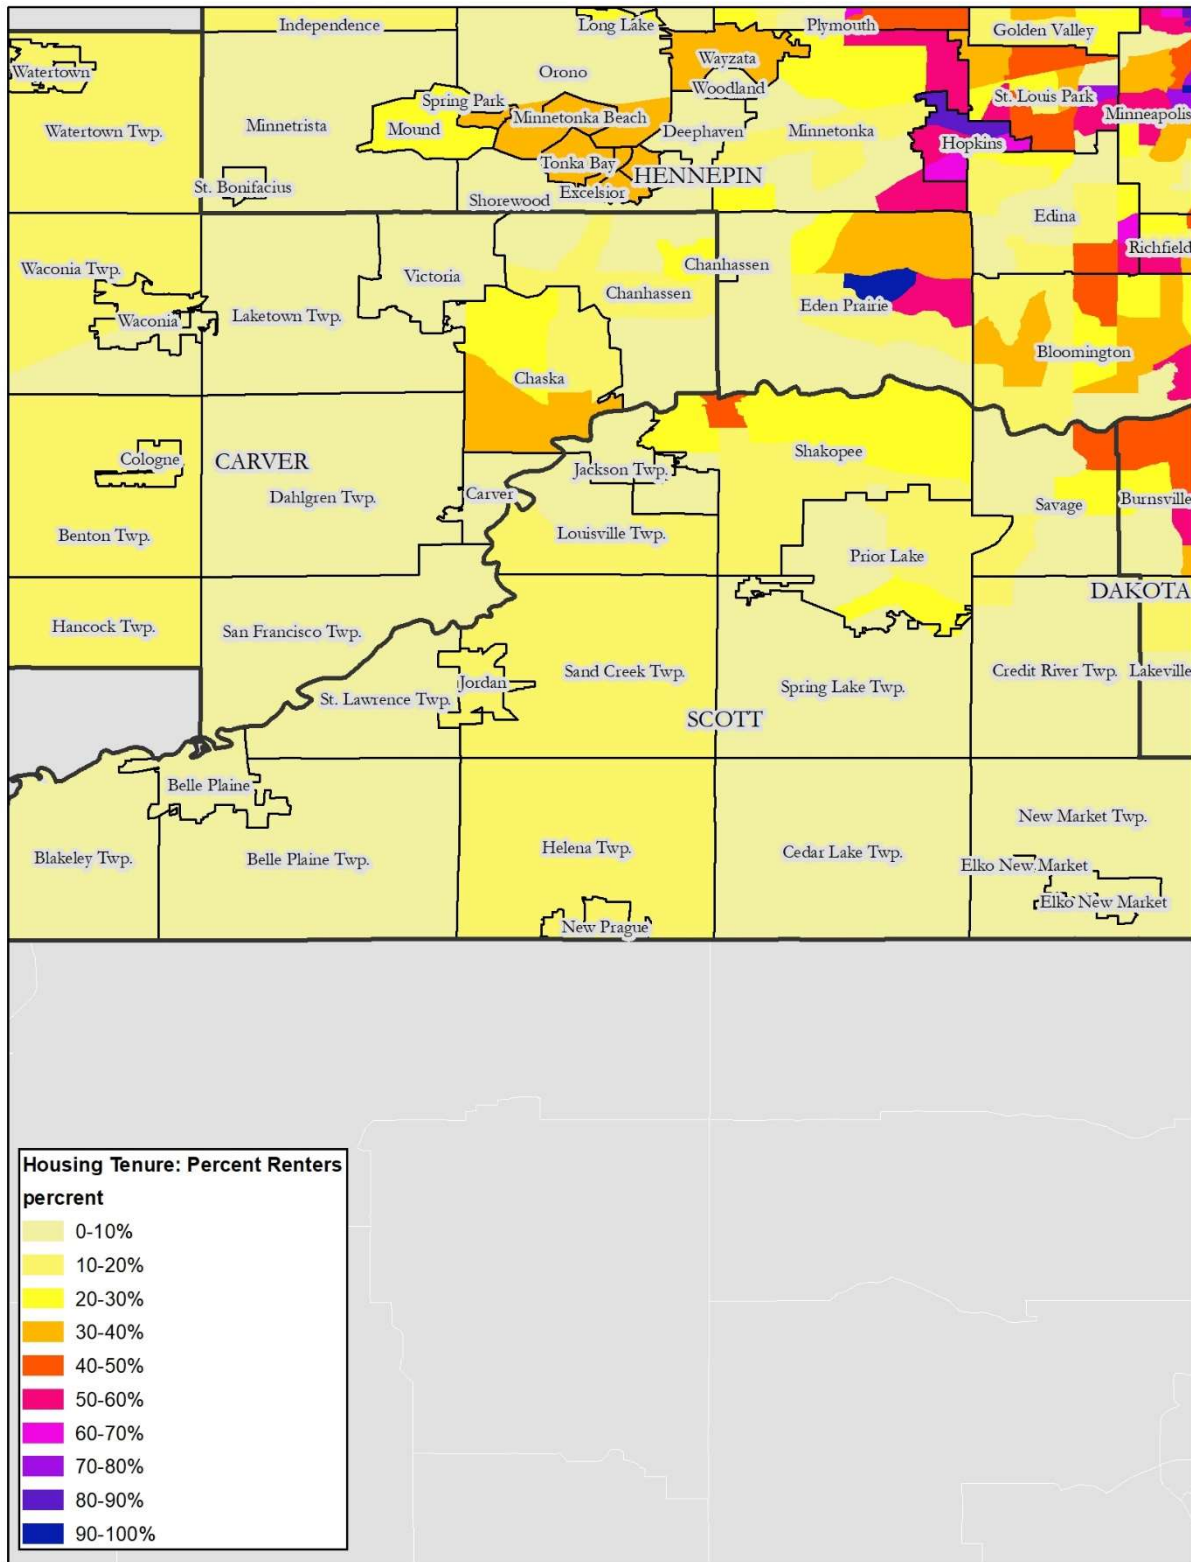 Independence
Long Lake
Plymouth
Golden Valley
Watertown
Orono
Wayzata
Woodland
St. Louis Park
Spring Park
Minnetonka Beach
Minneapolis
Watertown Twp.
Minnetrista
Mound
Deephaven
Minnetonka
Hopkins
Tonka Bay
HENNEPIN
St. Bonifacius
Excelsior
Shorewood
Edina
Richfield
Waconia Twp.
Victoria
Chanhassen
Chanhassen
Eden Prairie
Waconia
Laketown Twp.
Bloomington
Chaska
Shakopee
Cologne
CARVER
Jackson Twp.
Dahlgren Twp.
Carver
Savage
Burnsville
Benton Twp.
Louisville Twp.
Prior Lake
DAKOTA
Hancock Twp.
San Francisco Twp.
Sand Creek Twp.
Credit River Twp.
Lakeville
Jordan
Spring Lake Twp.
St. Lawrence Twp.
SCOTT
Belle Plaine
New Market Twp.
Blakeley Twp.
Belle Plaine Twp.
Helena Twp.
Cedar Lake Twp.
Elko New Market
Elko New Market
New Prague
Housing Tenure: Percent Renters
percrent
0-10%
10-20%
20-30%
30-40%
40-50%
50-60%
60-70%
70-80%
80-90%
90-100%